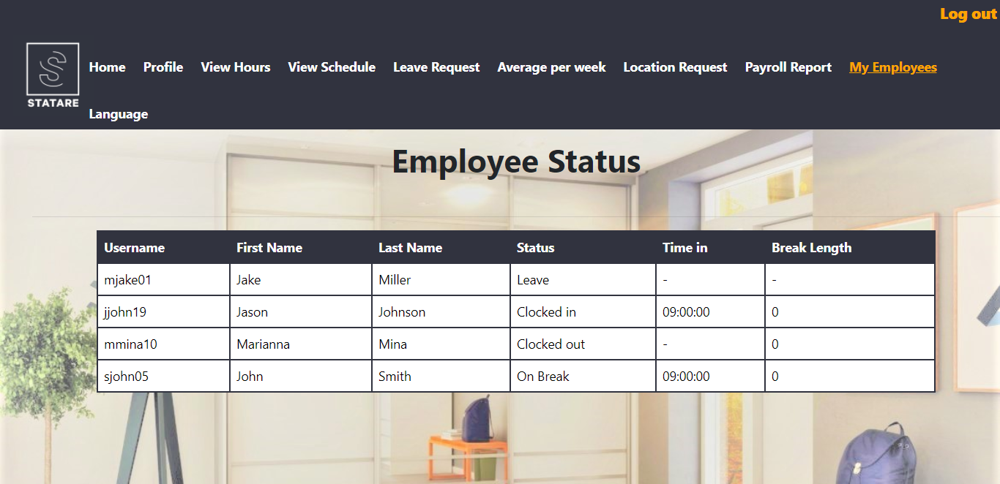 Log out
Home Profile View Hours View Schedule Leave Request Average per week Location Request Payroll Report My Employees
S
STATARE
Language
Employee Status
Username First Name Last Name Status Time in Break Length
mjake01 Jake Miller Leave - -
jjohn19 Jason Johnson Clocked in 09:00:00 0
mmina10 Marianna Mina Clocked out - 0
sjohn05 John Smith On Break 09:00:00 0